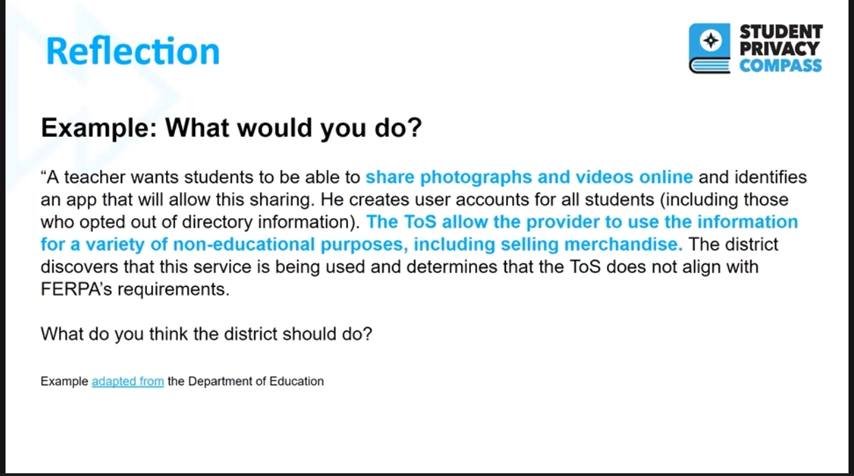 Reflection
STUDENT
PRIVACY
COMPASS
Example: What would you do?
“A teacher wants students to be able to share photographs and videos online and identifies
an app that will allow this sharing. He creates user accounts for all students (including those
who opted out of directory information). The ToS allow the provider to use the information
for a variety of non-educational purposes, including selling merchandise. The district
discovers that this service is being used and determines that the ToS does not align with
FERPA’s requirements.
What do you think the district should do?
Example adapted from the Department of Education